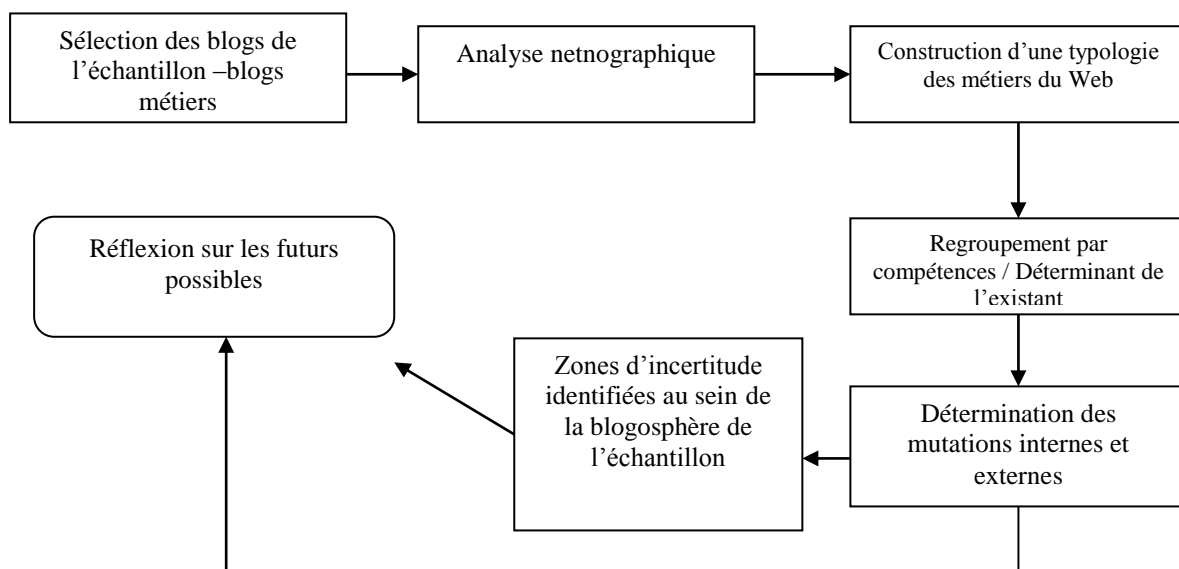 Sélection des blogs de
l’échantillon –blogs
métiers
Analyse netnographique
Construction d’une typologie
des métiers du Web
Regroupement par
compétences / Déterminant de
l’existant
Réflexion sur les futurs
possibles
Zones d’incertitude
identifiées au sein de
la blogosphère de
l’échantillon
Détermination des
mutations internes et
externes